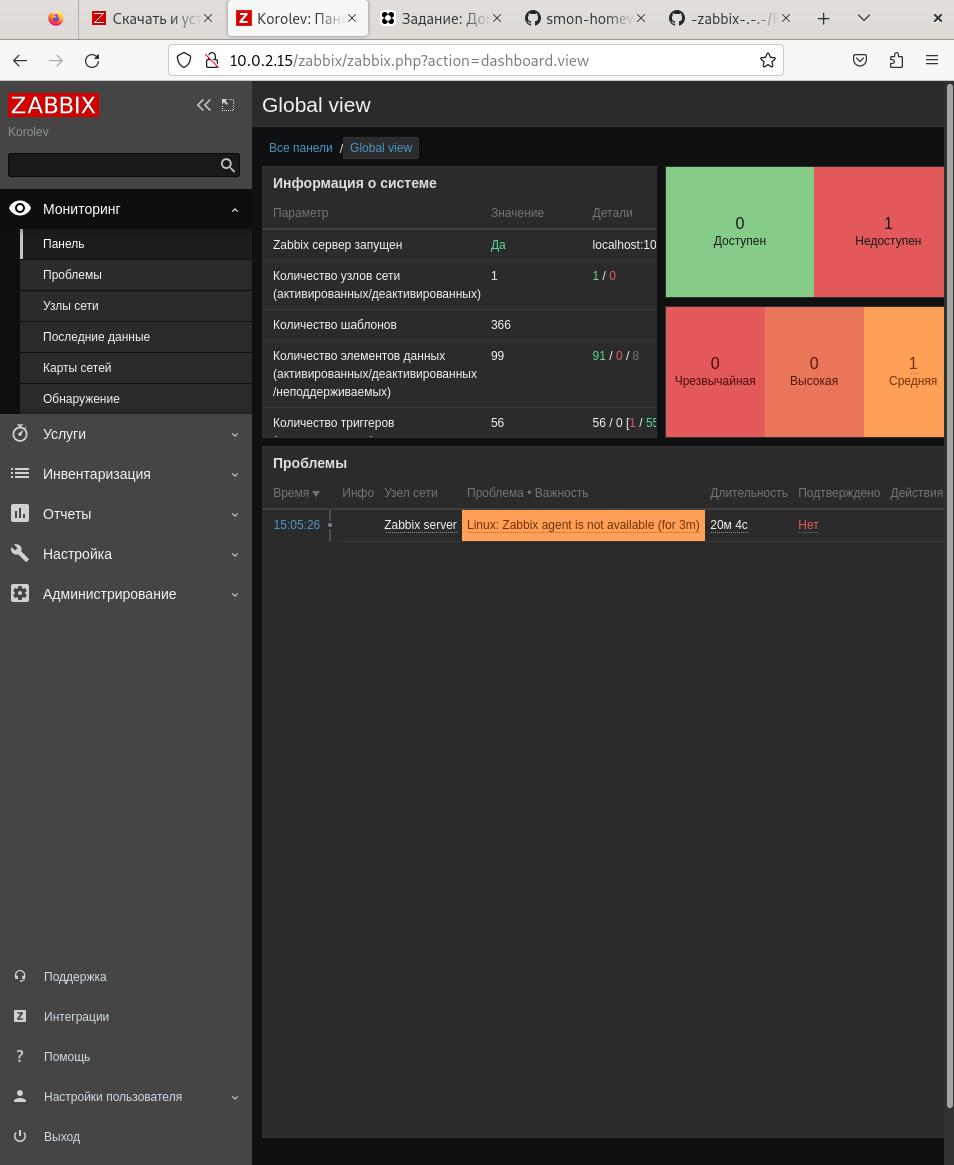 Скачать и уст
Korolev: Пане
Задание: До
smon-homew
-zabbix-.-.-/R
10.0.2.15/zabbix/zabbix.php?action=dashboard.view
ZABBIX
Korolev
Мониторинг
Панель
Проблемы
Узлы сети
Последние данные
Карты сетей
Обнаружение
Услуги
Инвентаризация
Отчеты
Настройка
Администрирование
Поддержка
Интеграции
Помощь
Настройки пользователя
Выход
Global view
Все панели / Global view
Информация о системе
Параметр Значение Детали
Zabbix сервер запущен Да localhost:10
Количество узлов сети
(активированных/деактивированных) 1 1 / 0
Количество шаблонов 366
Количество элементов данных
(активированных/деактивированных
/неподдерживаемых) 99 91 / 0 / 8
Количество триггеров 56 56 / 0 [1 / 55
0
Доступен
1
Недоступен
0
Чрезвычайная
0
Высокая
1
Средняя
Проблемы
Время Инфо Узел сети Проблема • Важность Длительность Подтверждено Действия
15:05:26 Zabbix server Linux: Zabbix agent is not available (for 3m) 20м 4с Нет